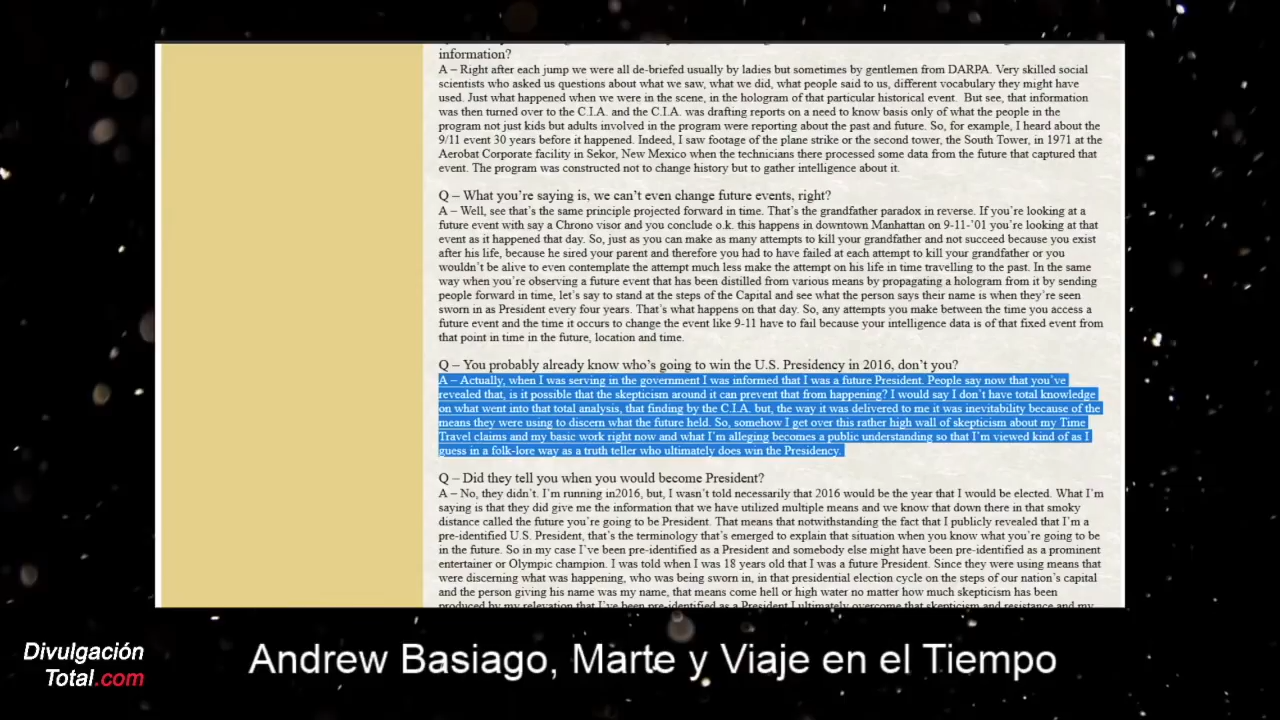 information?
A – Right after each jump we were all de-briefed usually by ladies but sometimes by gentlemen from DARPA. Very skilled social
scientists who asked us questions about what we saw, what we did, what people said to us, different vocabulary they might have
used. Just what happened when we were in the scene, in the hologram of that particular historical event. But see, that information
was then turned over to the C.I.A. and the C.I.A. was drafting reports on a need to know basis only of what the people in the
program not just kids but adults involved in the program were reporting about the past and future. So, for example, I heard about the
9/11 event 30 years before it happened. Indeed, I saw footage of the plane strike or the second tower, the South Tower, in 1971 at the
Aerobat Corporate facility in Sekor, New Mexico when the technicians there processed some data from the future that captured that
event. The program was constructed not to change history but to gather intelligence about it.
Q – What you're saying is, we can't even change future events, right?
A – Well, see that's the same principle projected forward in time. That's the grandfather paradox in reverse. If you're looking at a
future event with say a Chrono visor and you conclude o.k. this happens in downtown Manhattan on 9-11-'01 you're looking at that
event as it happened that day. So, just as you can make as many attempts to kill your grandfather and not succeed because you exist
after his life, because he sired your parent and therefore you had to have failed at each attempt to kill your grandfather or you
wouldn't be alive to even contemplate the attempt much less make the attempt on his life in time travelling to the past. In the same
way when you're observing a future event that has been distilled from various means by propagating a hologram from it by sending
people forward in time, let's say to stand at the steps of the Capital and see what the person says their name is when they're seen
sworn in as President every four years. That's what happens on that day. So, any attempts you make between the time you access a
future event and the time it occurs to change the event like 9-11 have to fail because your intelligence data is of that fixed event from
that point in time in the future, location and time.
Q – You probably already know who's going to win the U.S. Presidency in 2016, don't you?
A – Actually, when I was serving in the government I was informed that I was a future President. People say now that you've
revealed that, is it possible that the skepticism around it can prevent that from happening? I would say I don't have total knowledge
on what went into that total analysis, that finding by the C.I.A. but, the way it was delivered to me it was inevitability because of the
means they were using to discern what the future held. So, somehow I get over this rather high wall of skepticism about my Time
Travel claims and my basic work right now and what I'm alleging becomes a public understanding so that I'm viewed kind of as I
guess in a folk-lore way as a truth teller who ultimately does win the Presidency.
Q – Did they tell you when you would become President?
A – No, they didn't. I'm running in2016, but, I wasn't told necessarily that 2016 would be the year that I would be elected. What I'm
saying is that they did give me the information that we have utilized multiple means and we know that down there in that smoky
distance called the future you're going to be President. That means that notwithstanding the fact that I publicly revealed that I'm a
pre-identified U.S. President, that's the terminology that's emerged to explain that situation when you know what you're going to be
in the future. So in my case I've been pre-identified as a President and somebody else might have been pre-identified as a prominent
entertainer or Olympic champion. I was told when I was 18 years old that I was a future President. Since they were using means that
were discerning what was happening, who was being sworn in, in that presidential election cycle on the steps of our nation's capital
and the person giving his name was my name, that means come hell or high water no matter how much skepticism has been
produced by my revelation that I've been pre-identified as a President I ultimately overcome that skepticism and resistance and my
Divulgación
Total.com
Andrew Basiago, Marte y Viaje en el Tiempo